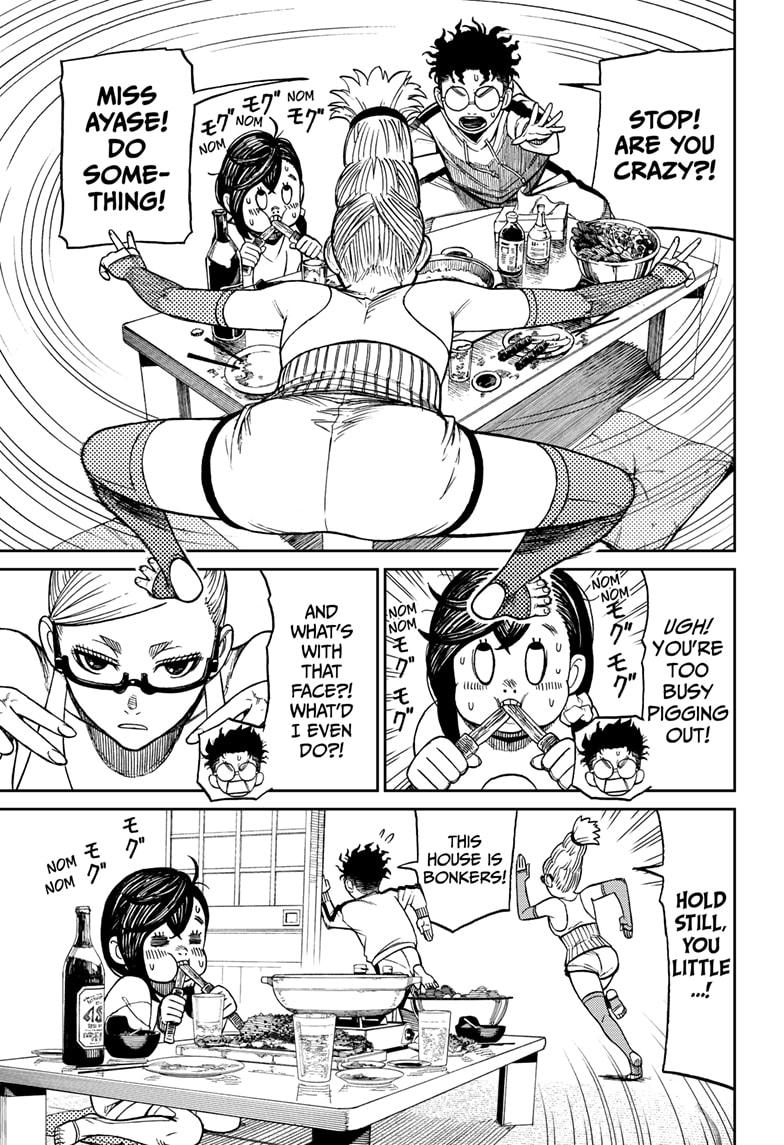 STOP!
ARE YOU
CRAZY?!
NOM
NOM
NOM
モグ゛
モグ゛
モグ゛
MISS
AYASE!
DO
SOME-
THING!
UGH!
YOU'RE
TOO
BUSY
PIGGING
OUT!
NOM
NOM
モグ゛
モグ゛
NOM
NOM
モグ゛
モグ゛
AND
WHAT'S
WITH
THAT
FACE?!
WHAT'D
I EVEN
DO?!
HOLD
STILL,
YOU
LITTLE
...!
THIS
HOUSE IS
BONKERS!
モグ゛
モグ゛
NOM
NOM